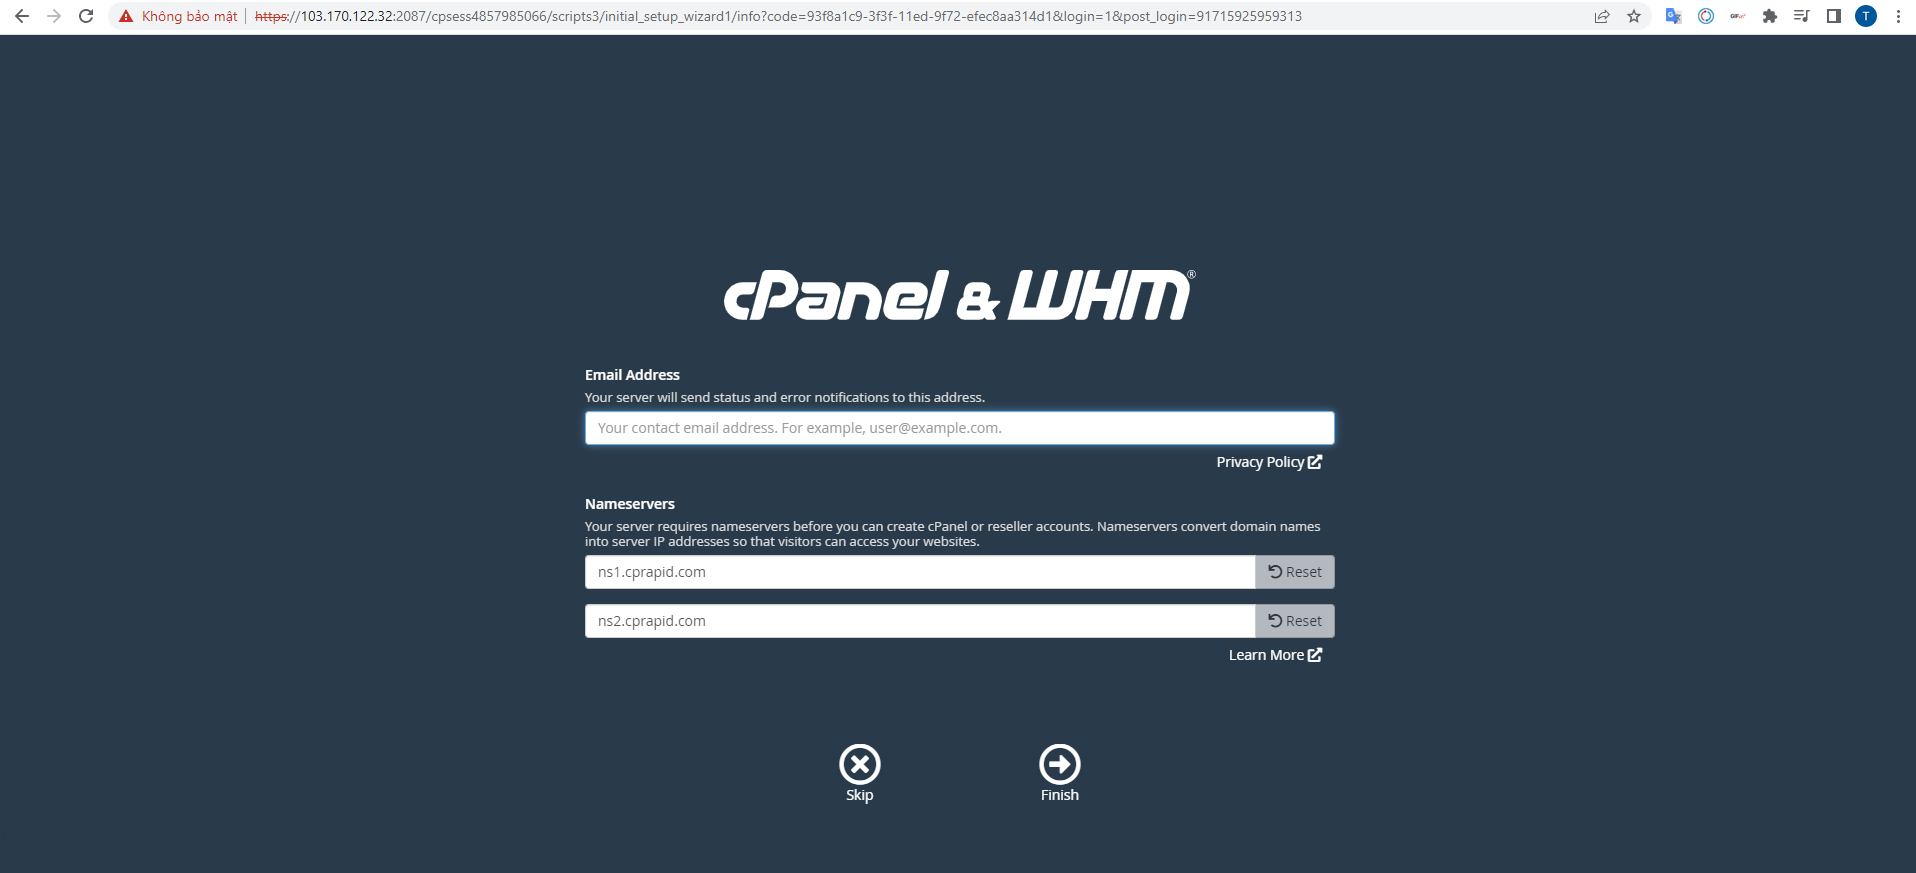 Không bảo mật | https://103.170.122.32:2087/cpsess4857985066/scripts3/initial_setup_wizard1/info?code=93f8a1c9-3f3f-11ed-9f72-efec8aa314d1&login=1&post_login=91715925959313
T
cPanel & WHM®
Email Address
Your server will send status and error notifications to this address.
Your contact email address. For example, user@example.com.
Privacy Policy
Nameservers
Your server requires nameservers before you can create cPanel or reseller accounts. Nameservers convert domain names
into server IP addresses so that visitors can access your websites.
ns1.cprapid.com Reset
ns2.cprapid.com Reset
Learn More
Skip Finish